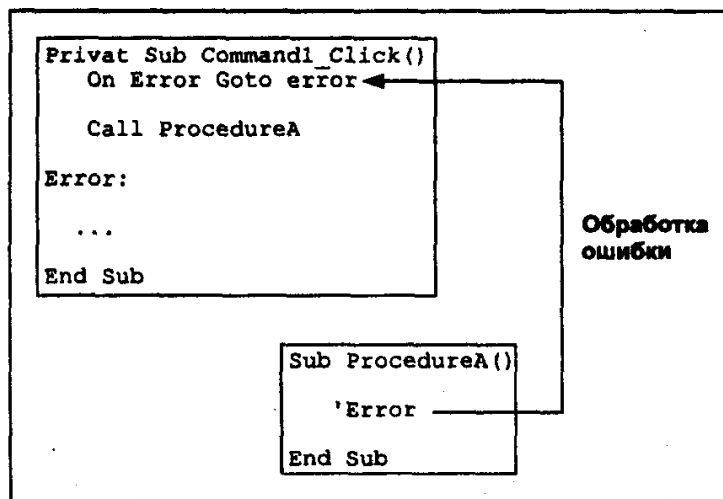 Privat Sub Command1_Click()
On Error Goto error
Call ProcedureA
Error:
...
End Sub
Обработка
ошибки
Sub ProcedureA()
'Error
End Sub